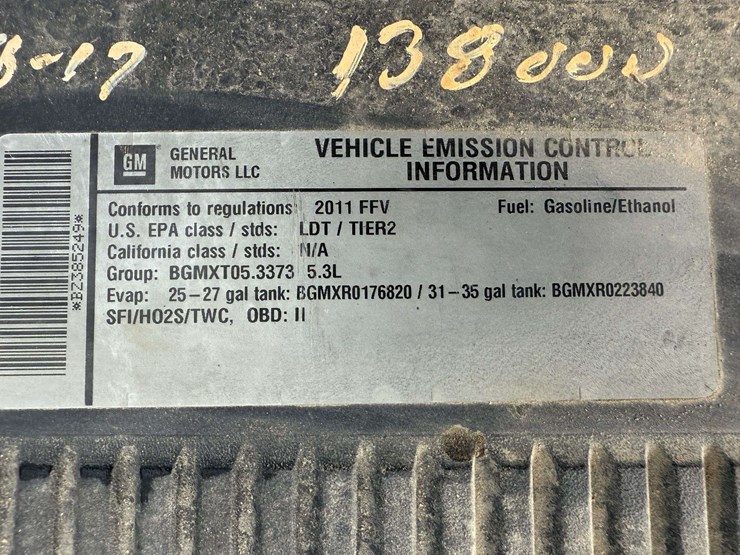 -17 138000
GM GENERAL MOTORS LLC
VEHICLE EMISSION CONTROL
INFORMATION
Conforms to regulations: 2011 FFV Fuel: Gasoline/Ethanol
U.S. EPA class / stds: LDT / TIER2
California class / stds: N/A
Group: BGMXT05.3373 5.3L
Evap: 25-27 gal tank: BGMXR0176820 / 31-35 gal tank: BGMXR0223840
SFI/HO2S/TWC, OBD: II
*BZ385249*